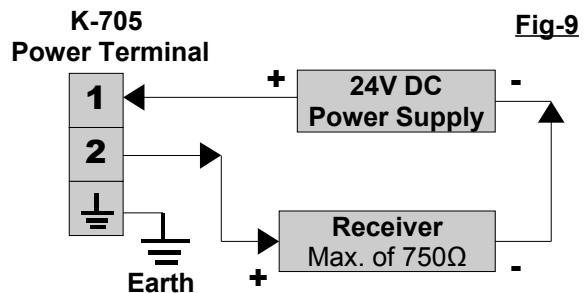 K-705
Power Terminal
Fig-9
1
2
+
24V DC
Power Supply
-
Receiver
Max. of 750Ω
+
-
Earth